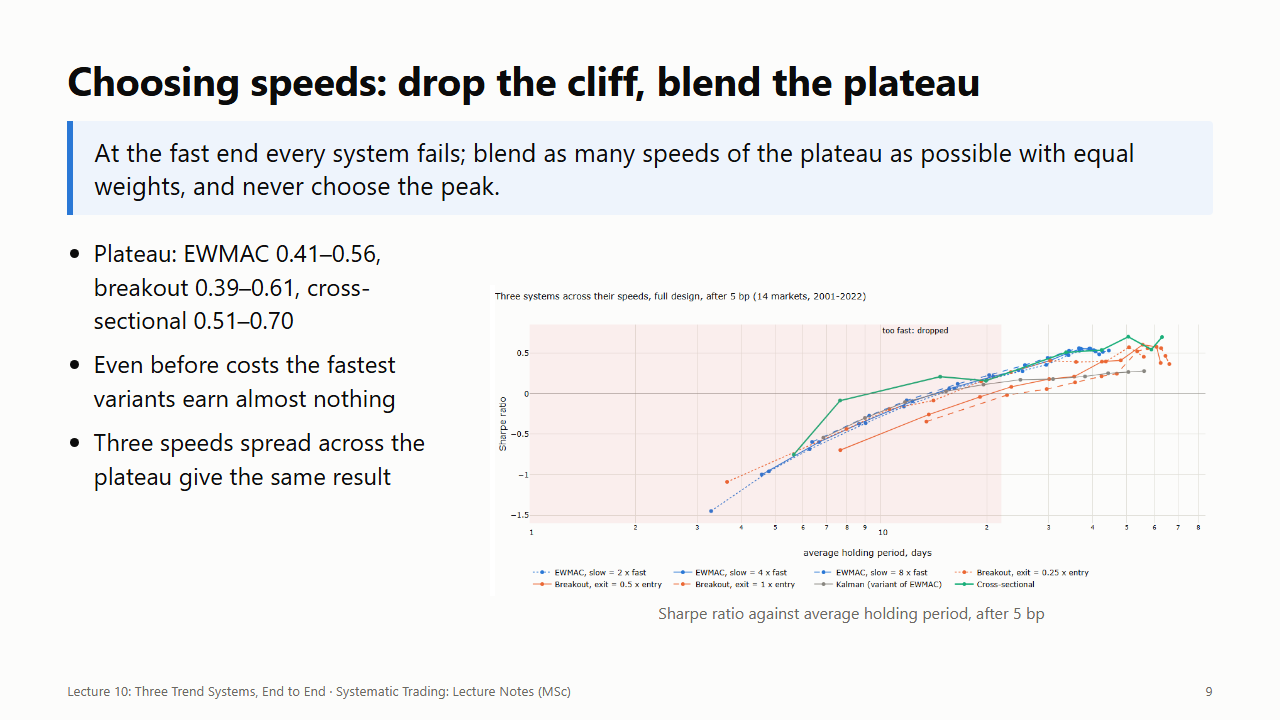 Choosing speeds: drop the cliff, blend the plateau
At the fast end every system fails; blend as many speeds of the plateau as possible with equal
weights, and never choose the peak.
• Plateau: EWMAC 0.41–0.56,
breakout 0.39–0.61, cross-
sectional 0.51–0.70
• Even before costs the fastest
variants earn almost nothing
• Three speeds spread across the
plateau give the same result
Three systems across their speeds, full design, after 5 bp (14 markets, 2001-2022)
too fast: dropped
Sharpe ratio
0.5
0
−0.5
−1
−1.5
1 2 3 4 5 6 7 8 9 10 2 3 4 5 6 7 8
average holding period, days
EWMAC, slow = 2 x fast EWMAC, slow = 4 x fast EWMAC, slow = 8 x fast Breakout, exit = 0.25 x entry
Breakout, exit = 0.5 x entry Breakout, exit = 1 x entry Kalman (variant of EWMAC) Cross-sectional
Sharpe ratio against average holding period, after 5 bp
Lecture 10: Three Trend Systems, End to End · Systematic Trading: Lecture Notes (MSc) 9